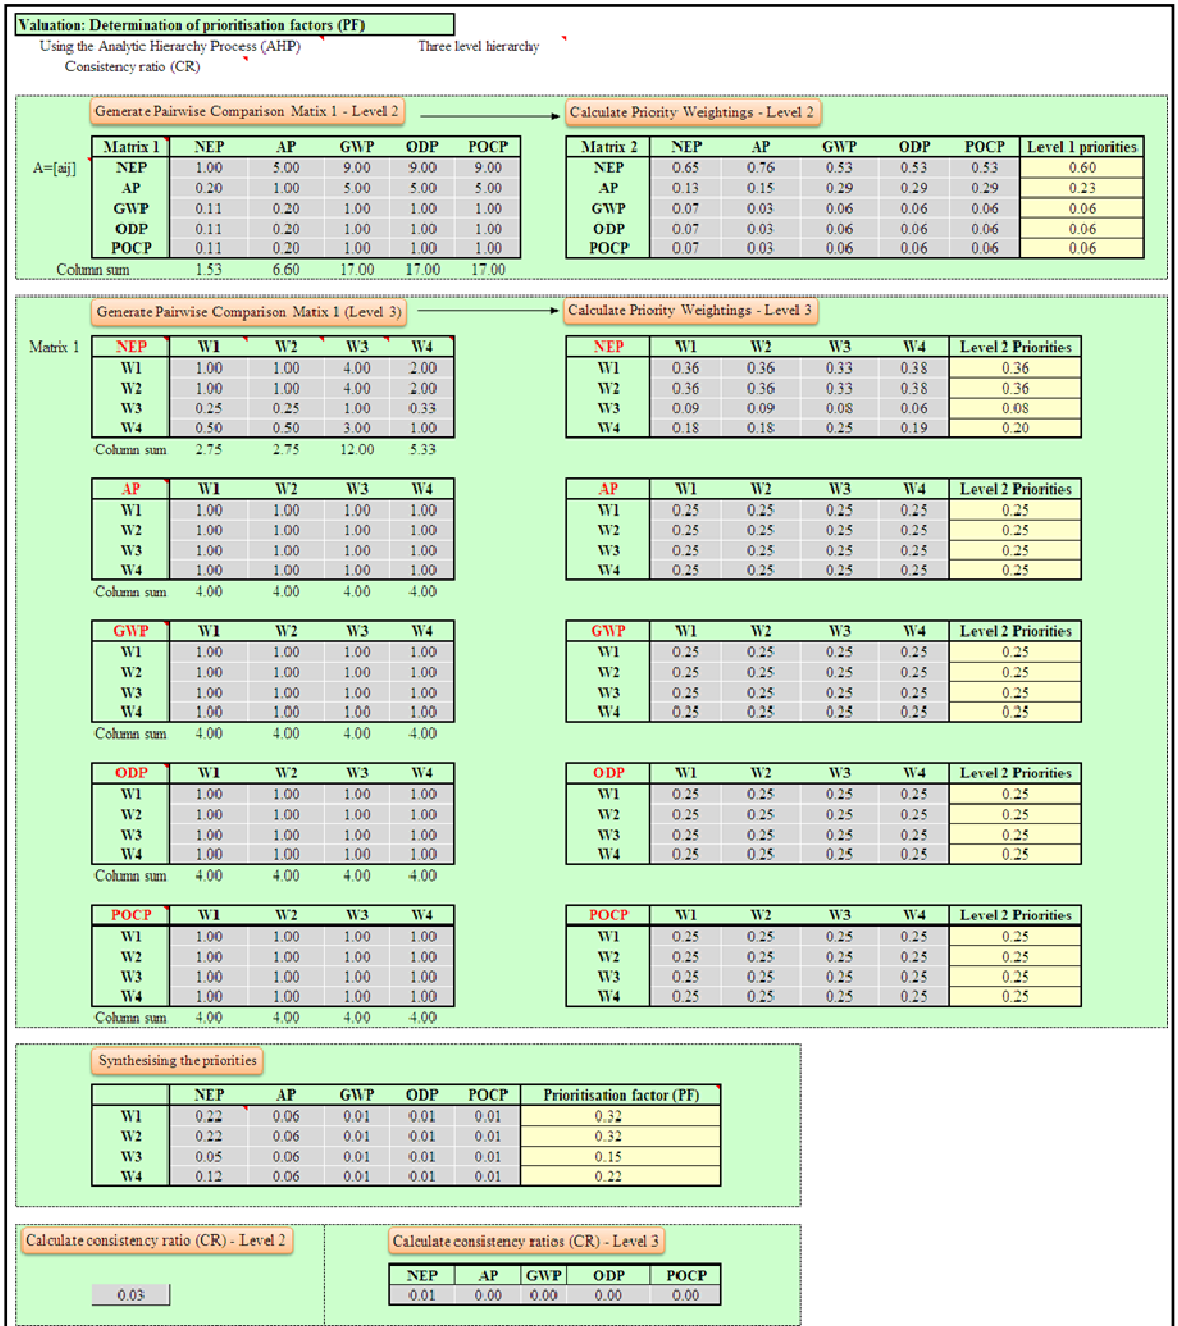 Valuation: Determination of prioritisation factors (PF)
Using the Analytic Hierarchy Process (AHP) Three level hierarchy
Consistency ratio (CR)
Generate Pairwise Comparison Matix 1 - Level 2 Calculate Priority Weightings - Level 2
Matrix 1 NEP AP GWP ODP POCP Matrix 2 NEP AP GWP ODP POCP Level 1 priorities
A=[aij] NEP 1.00 5.00 9.00 9.00 9.00 NEP 0.65 0.76 0.53 0.53 0.53 0.60
AP 0.20 1.00 5.00 5.00 5.00 AP 0.13 0.15 0.29 0.29 0.29 0.23
GWP 0.11 0.20 1.00 1.00 1.00 GWP 0.07 0.03 0.06 0.06 0.06 0.06
ODP 0.11 0.20 1.00 1.00 1.00 ODP 0.07 0.03 0.06 0.06 0.06 0.06
POCP 0.11 0.20 1.00 1.00 1.00 POCP 0.07 0.03 0.06 0.06 0.06 0.06
Column sum 1.53 6.60 17.00 17.00 17.00
Generate Pairwise Comparison Matix 1 (Level 3) Calculate Priority Weightings - Level 3
Matrix 1 NEP W1 W2 W3 W4 NEP W1 W2 W3 W4 Level 2 Priorities
W1 1.00 1.00 4.00 2.00 W1 0.36 0.36 0.33 0.38 0.36
W2 1.00 1.00 4.00 2.00 W2 0.36 0.36 0.33 0.38 0.36
W3 0.25 0.25 1.00 0.33 W3 0.09 0.09 0.08 0.06 0.08
W4 0.50 0.50 3.00 1.00 W4 0.18 0.18 0.25 0.19 0.20
Column sum 2.75 2.75 12.00 5.33
AP W1 W2 W3 W4 AP W1 W2 W3 W4 Level 2 Priorities
W1 1.00 1.00 1.00 1.00 W1 0.25 0.25 0.25 0.25 0.25
W2 1.00 1.00 1.00 1.00 W2 0.25 0.25 0.25 0.25 0.25
W3 1.00 1.00 1.00 1.00 W3 0.25 0.25 0.25 0.25 0.25
W4 1.00 1.00 1.00 1.00 W4 0.25 0.25 0.25 0.25 0.25
Column sum 4.00 4.00 4.00 4.00
GWP W1 W2 W3 W4 GWP W1 W2 W3 W4 Level 2 Priorities
W1 1.00 1.00 1.00 1.00 W1 0.25 0.25 0.25 0.25 0.25
W2 1.00 1.00 1.00 1.00 W2 0.25 0.25 0.25 0.25 0.25
W3 1.00 1.00 1.00 1.00 W3 0.25 0.25 0.25 0.25 0.25
W4 1.00 1.00 1.00 1.00 W4 0.25 0.25 0.25 0.25 0.25
Column sum 4.00 4.00 4.00 4.00
ODP W1 W2 W3 W4 ODP W1 W2 W3 W4 Level 2 Priorities
W1 1.00 1.00 1.00 1.00 W1 0.25 0.25 0.25 0.25 0.25
W2 1.00 1.00 1.00 1.00 W2 0.25 0.25 0.25 0.25 0.25
W3 1.00 1.00 1.00 1.00 W3 0.25 0.25 0.25 0.25 0.25
W4 1.00 1.00 1.00 1.00 W4 0.25 0.25 0.25 0.25 0.25
Column sum 4.00 4.00 4.00 4.00
POCP W1 W2 W3 W4 POCP W1 W2 W3 W4 Level 2 Priorities
W1 1.00 1.00 1.00 1.00 W1 0.25 0.25 0.25 0.25 0.25
W2 1.00 1.00 1.00 1.00 W2 0.25 0.25 0.25 0.25 0.25
W3 1.00 1.00 1.00 1.00 W3 0.25 0.25 0.25 0.25 0.25
W4 1.00 1.00 1.00 1.00 W4 0.25 0.25 0.25 0.25 0.25
Column sum 4.00 4.00 4.00 4.00
Synthesising the priorities
NEP AP GWP ODP POCP Prioritisation factor (PF)
W1 0.22 0.06 0.01 0.01 0.01 0.32
W2 0.22 0.06 0.01 0.01 0.01 0.32
W3 0.05 0.06 0.01 0.01 0.01 0.15
W4 0.12 0.06 0.01 0.01 0.01 0.22
Calculate consistency ratio (CR) - Level 2 Calculate consistency ratios (CR) - Level 3
NEP AP GWP ODP POCP
0.03 0.01 0.00 0.00 0.00 0.00